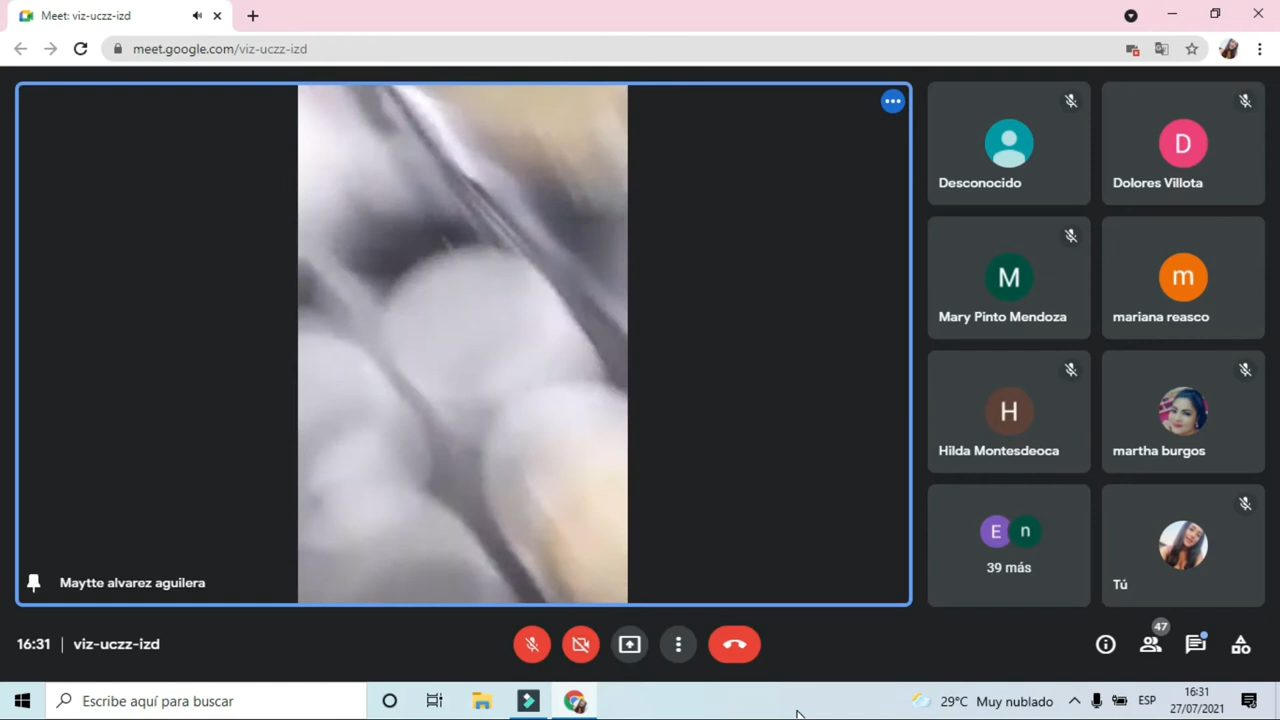 Meet: viz-uczz-izd
meet.google.com/viz-uczz-izd
Desconocido
D
Dolores Villota
M
Mary Pinto Mendoza
m
mariana reasco
H
Hilda Montesdeoca
martha burgos
E n
39 más
Tú
Maytte alvarez aguilera
16:31 | viz-uczz-izd
47
Escribe aquí para buscar
29°C Muy nublado
ESP
16:31
27/07/2021